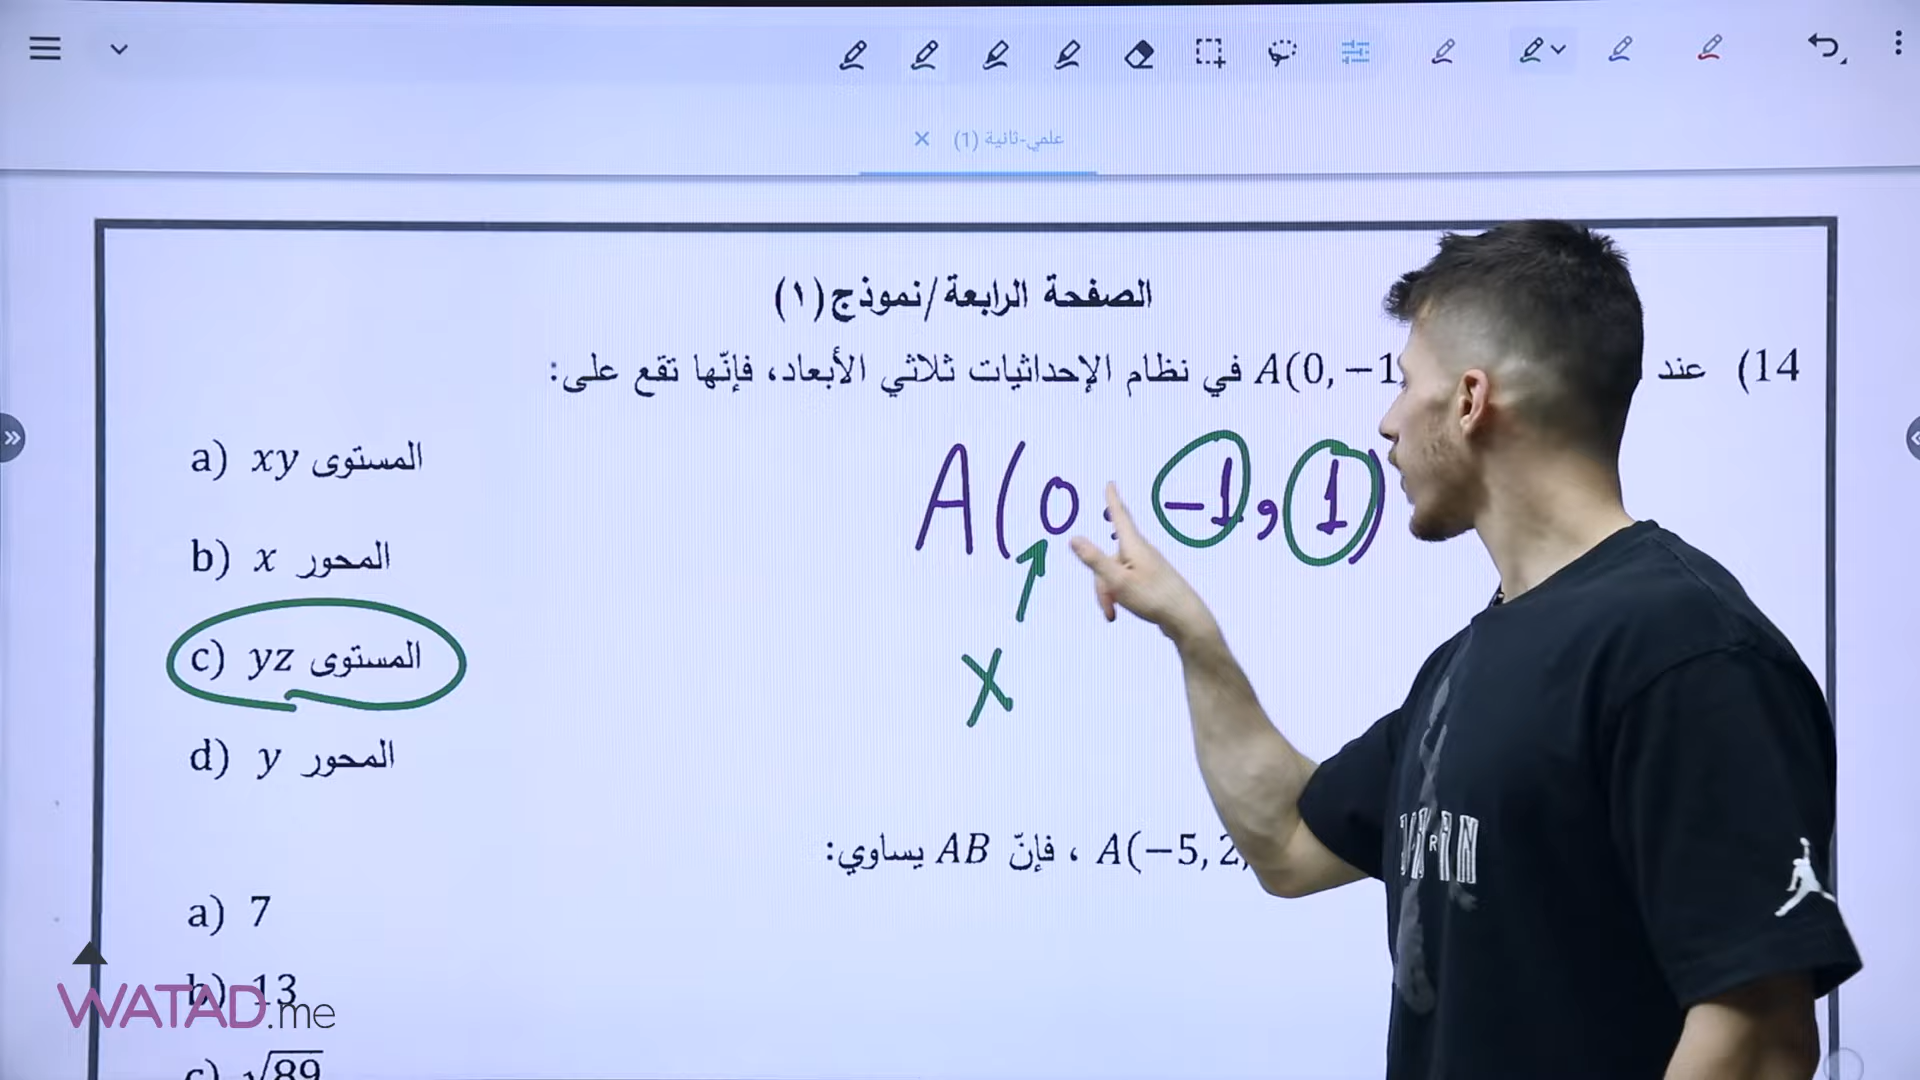 علمي-ثانية (1)
الصفحة الرابعة/نموذج(١)
14) عند A(0, −1 في نظام الإحداثيات ثلاثي الأبعاد، فإنّها تقع على:
A(0, −1, 1)
X
a) المستوى xy
b) المحور x
c) المستوى yz
d) المحور y
A(−5, 2, ، فإنّ AB يساوي:
a) 7
b) 13
c) √89
WATAD.me
JORDAN